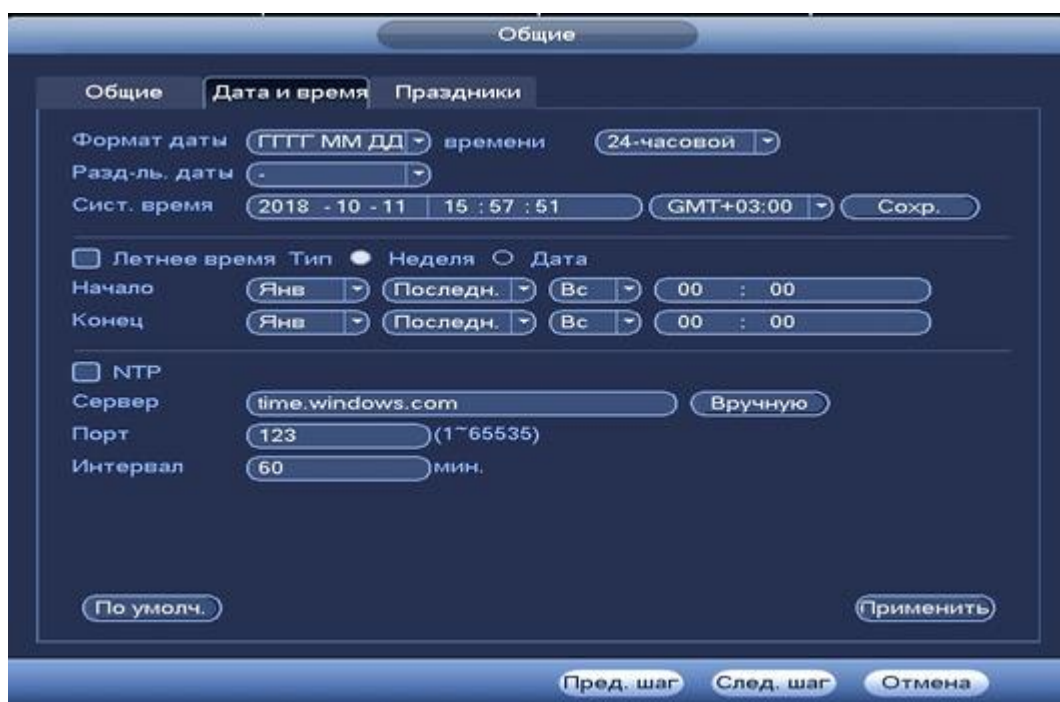 Общие
Общие Дата и время Праздники
Формат даты ГГГГ ММ ДД времени 24-часовой
Разд-ль. даты -
Сист. время 2018 - 10 - 11 15 : 57 : 51 GMT+03:00 Сохр.
Летнее время Тип Неделя Дата
Начало Янв Последн. Вс 00 : 00
Конец Янв Последн. Вс 00 : 00
NTP
Сервер time.windows.com Вручную
Порт 123 (1~65535)
Интервал 60 мин.
По умолч. Применить
Пред. шаг След. шаг Отмена